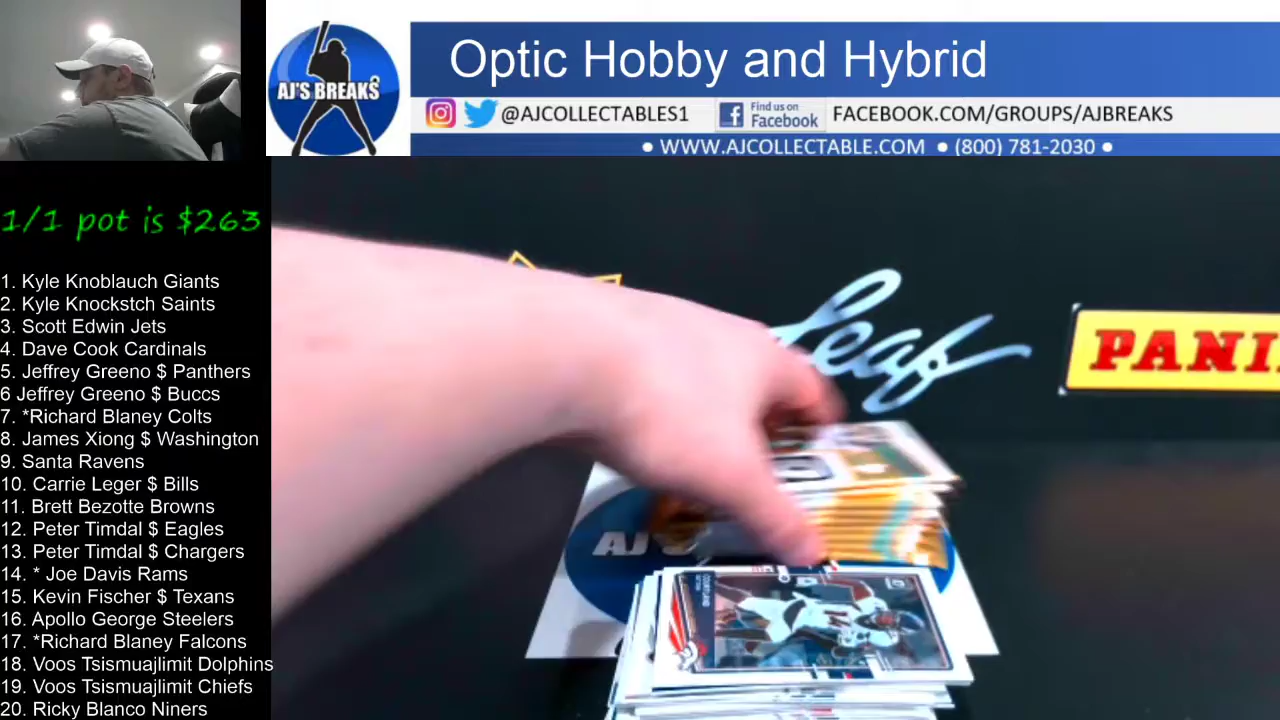 Optic Hobby and Hybrid
AJ'S BREAKS
@AJCOLLECTABLES1
Find us on
Facebook
FACEBOOK.COM/GROUPS/AJBREAKS
• WWW.AJCOLLECTABLE.COM • (800) 781-2030 •
1/1 pot is $263
1. Kyle Knoblauch Giants
2. Kyle Knockstch Saints
3. Scott Edwin Jets
4. Dave Cook Cardinals
5. Jeffrey Greeno $ Panthers
6 Jeffrey Greeno $ Buccs
7. *Richard Blaney Colts
8. James Xiong $ Washington
9. Santa Ravens
10. Carrie Leger $ Bills
11. Brett Bezotte Browns
12. Peter Timdal $ Eagles
13. Peter Timdal $ Chargers
14. * Joe Davis Rams
15. Kevin Fischer $ Texans
16. Apollo George Steelers
17. *Richard Blaney Falcons
18. Voos Tsismuajlimit Dolphins
19. Voos Tsismuajlimit Chiefs
20. Ricky Blanco Niners
Leaf
PANI
AJ'S
COURTLAND